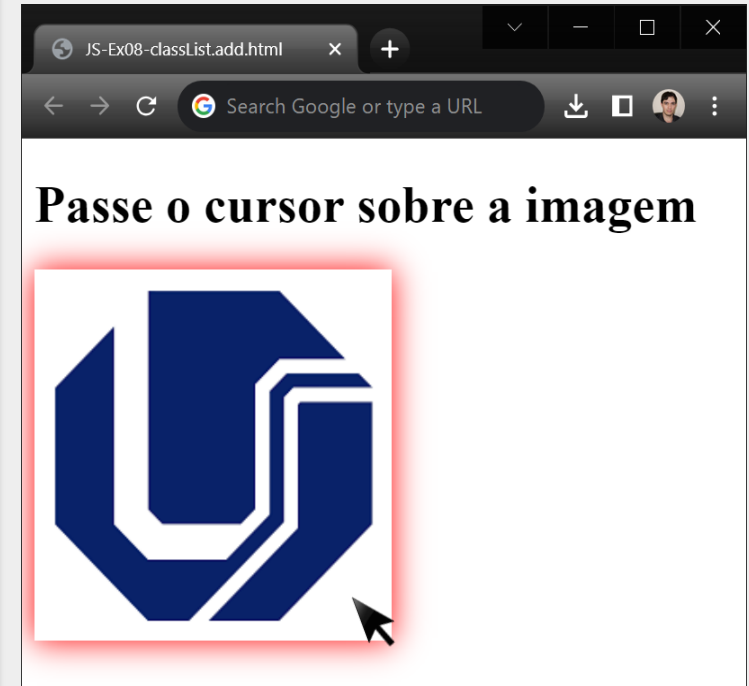 JS-Ex08-classList.add.html
Search Google or type a URL
Passe o cursor sobre a imagem